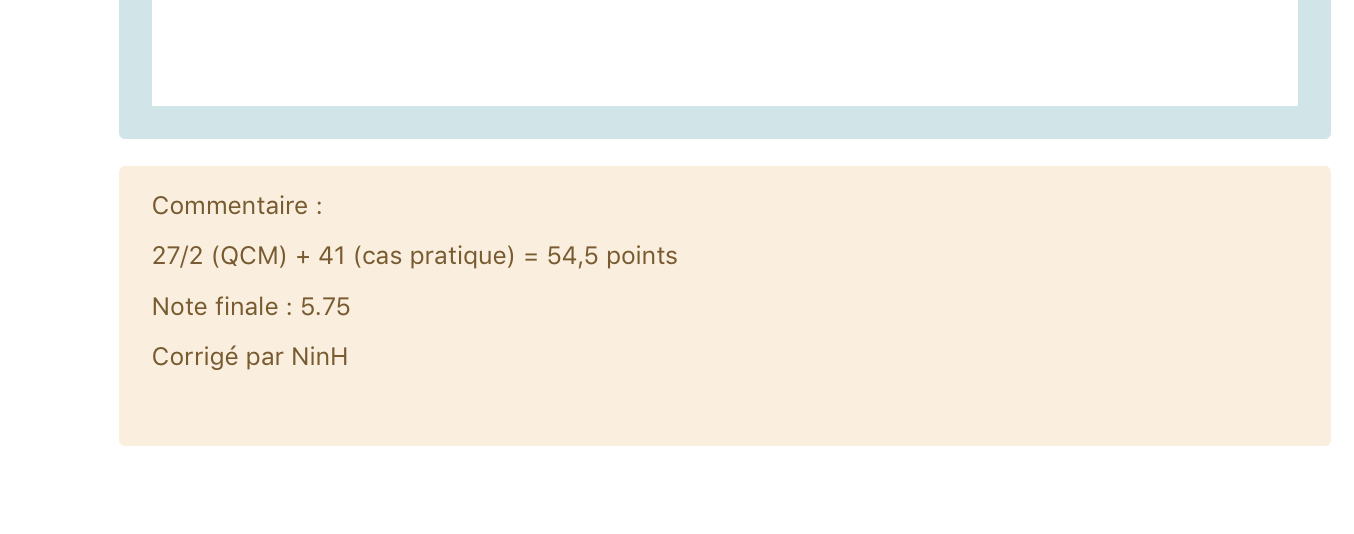 Commentaire :
27/2 (QCM) + 41 (cas pratique) = 54,5 points
Note finale : 5.75
Corrigé par NinH